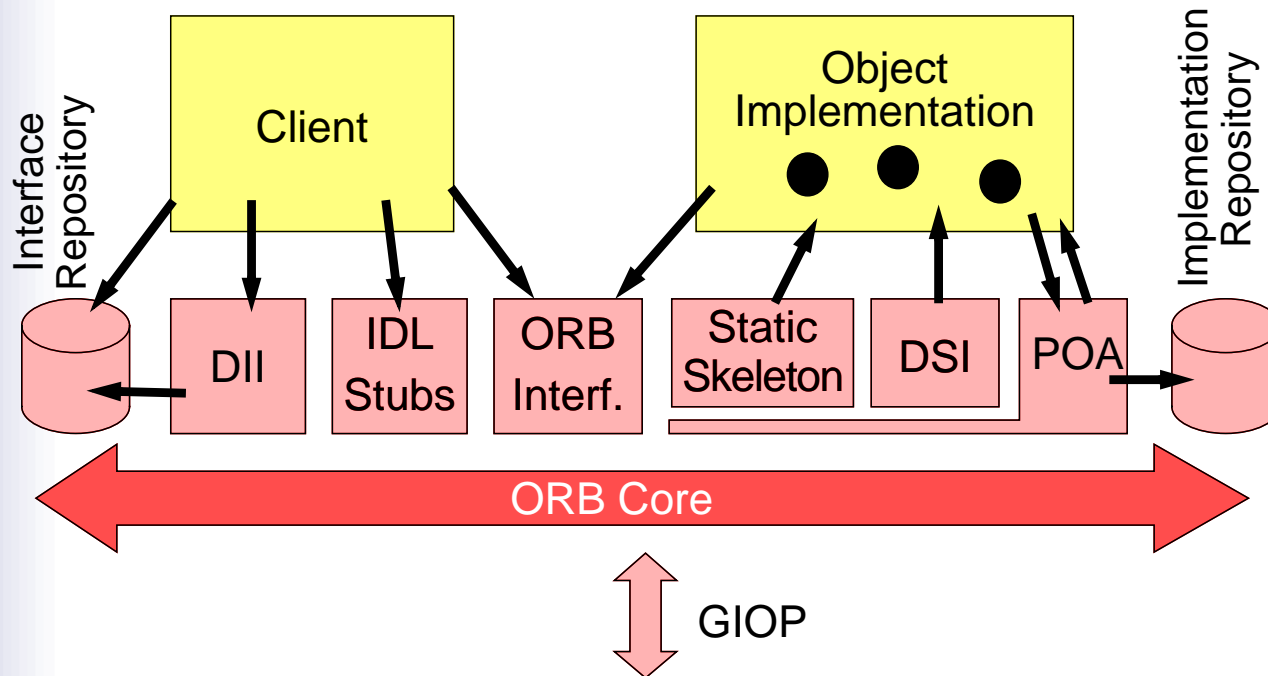 Interface
Repository
Client
Object
Implementation
Implementation
Repository
DII
IDL
Stubs
ORB
Interf.
Static
Skeleton
DSI
POA
ORB Core
GIOP